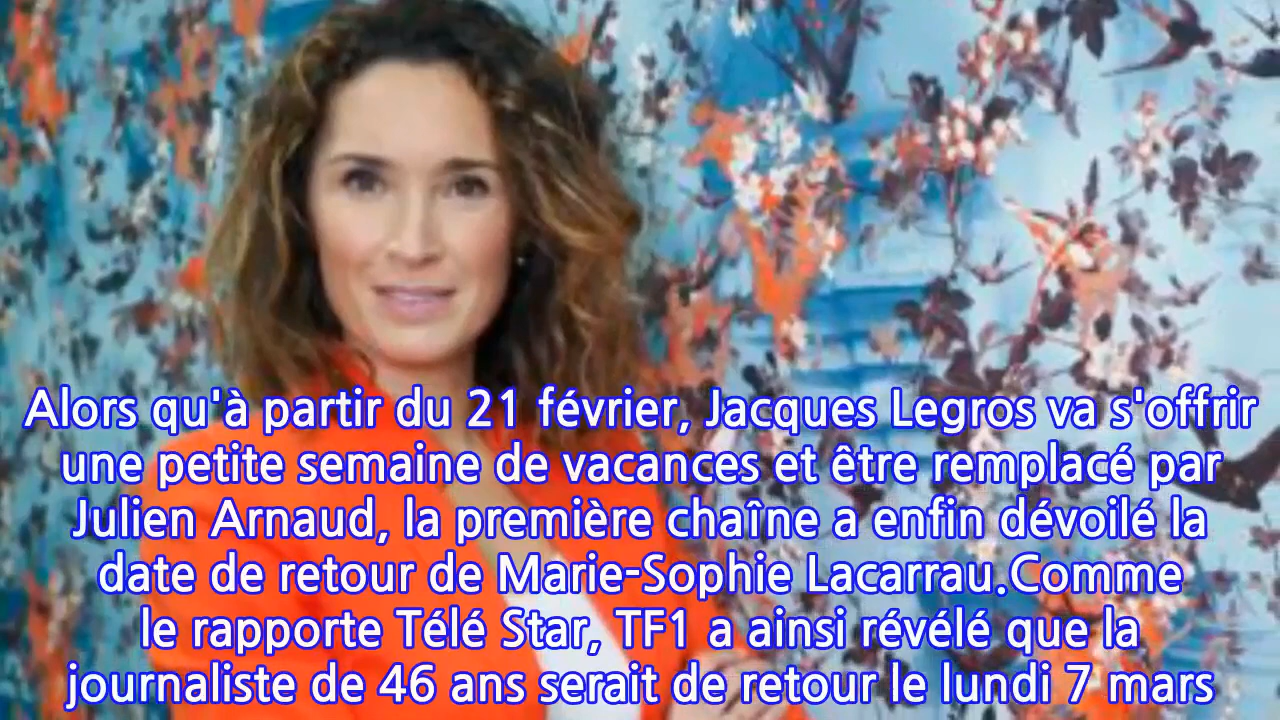 Alors qu'à partir du 21 février, Jacques Legros va s'offrir
une petite semaine de vacances et être remplacé par
Julien Arnaud, la première chaîne a enfin dévoilé la
date de retour de Marie-Sophie Lacarrau.Comme
le rapporte Télé Star, TF1 a ainsi révélé que la
journaliste de 46 ans serait de retour le lundi 7 mars